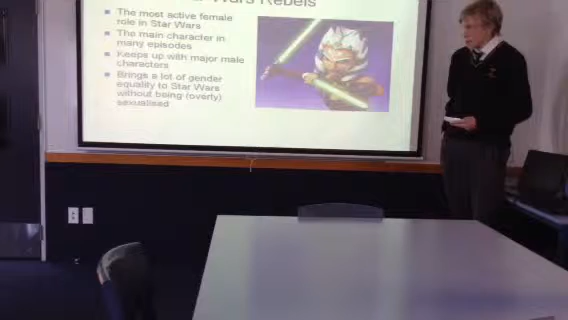 Wars Rebels
The most active female
role in Star Wars
The main character in
many episodes
Keeps up with major male
characters
Brings a lot of gender
equality to Star Wars
without being (overty)
sexualised